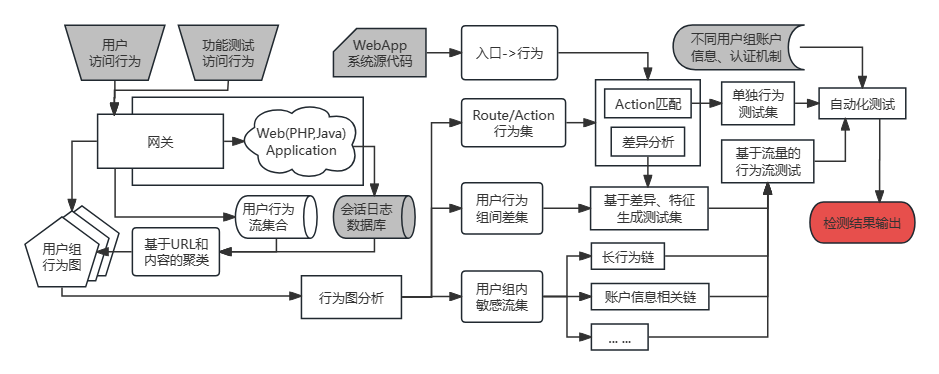 用户
访问行为
功能测试
访问行为
WebApp
系统源代码
入口->行为
不同用户组账户
信息、认证机制
网关
Web(PHP,Java)
Application
Route/Action
行为集
Action匹配
差异分析
单独行为
测试集
自动化测试
基于流量的
行为流测试
用户行为
流集合
会话日志
数据库
用户行为
组间差集
基于差异、特征
生成测试集
检测结果输出
用户组
行为图
基于URL和
内容的聚类
长行为链
行为图分析
用户组内
敏感流集
账户信息相关链
... ...